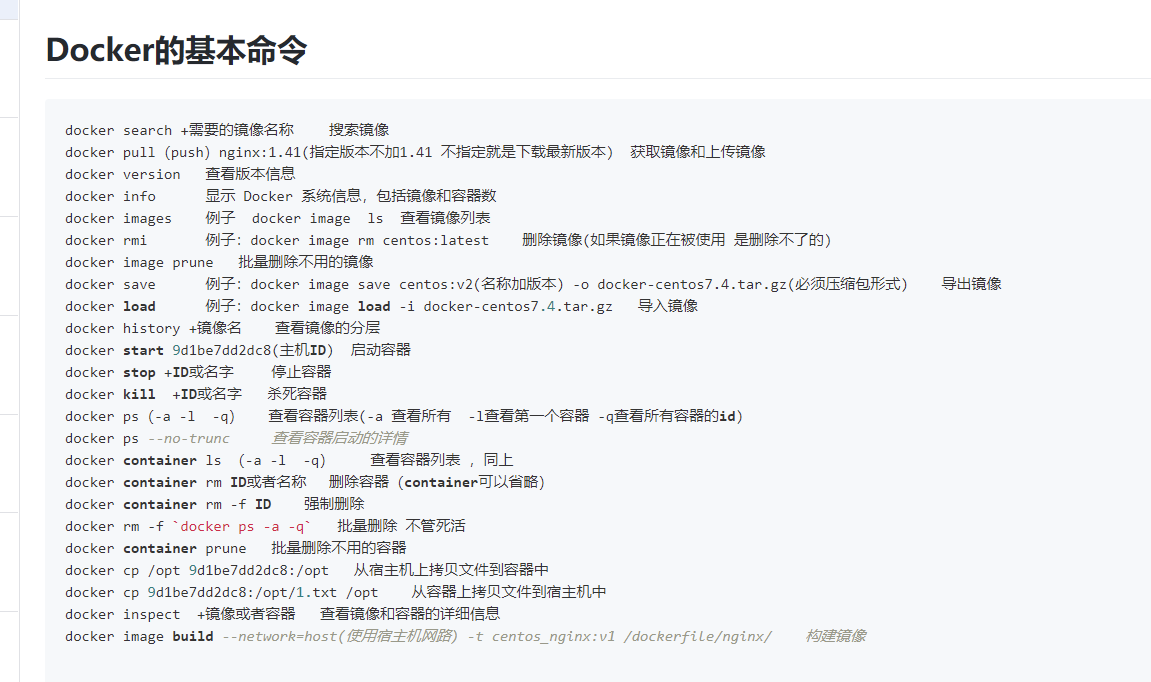 Docker的基本命令
docker search +需要的镜像名称    搜索镜像
docker pull (push) nginx:1.41(指定版本不加1.41 不指定就是下载最新版本)  获取镜像和上传镜像
docker version   查看版本信息
docker info      显示 Docker 系统信息，包括镜像和容器数
docker images    例子  docker image  ls  查看镜像列表
docker rmi       例子：docker image rm centos:latest    删除镜像(如果镜像正在被使用 是删除不了的)
docker image prune   批量删除不用的镜像
docker save      例子：docker image save centos:v2(名称加版本) -o docker-centos7.4.tar.gz(必须压缩包形式)    导出镜像
docker load      例子：docker image load -i docker-centos7.4.tar.gz   导入镜像
docker history +镜像名    查看镜像的分层
docker start 9d1be7dd2dc8(主机ID)  启动容器
docker stop +ID或名字    停止容器
docker kill  +ID或名字   杀死容器
docker ps (-a -l  -q)    查看容器列表(-a 查看所有  -l查看第一个容器 -q查看所有容器的id)
docker ps --no-trunc     查看容器启动的详情
docker container ls  (-a -l  -q)     查看容器列表 ，同上
docker container rm ID或者名称   删除容器（container可以省略）
docker container rm -f ID    强制删除
docker rm -f `docker ps -a -q`   批量删除 不管死活
docker container prune   批量删除不用的容器
docker cp /opt 9d1be7dd2dc8:/opt   从宿主机上拷贝文件到容器中
docker cp 9d1be7dd2dc8:/opt/1.txt /opt    从容器上拷贝文件到宿主机中
docker inspect  +镜像或者容器   查看镜像和容器的详细信息
docker image build --network=host(使用宿主机网路) -t centos_nginx:v1 /dockerfile/nginx/    构建镜像